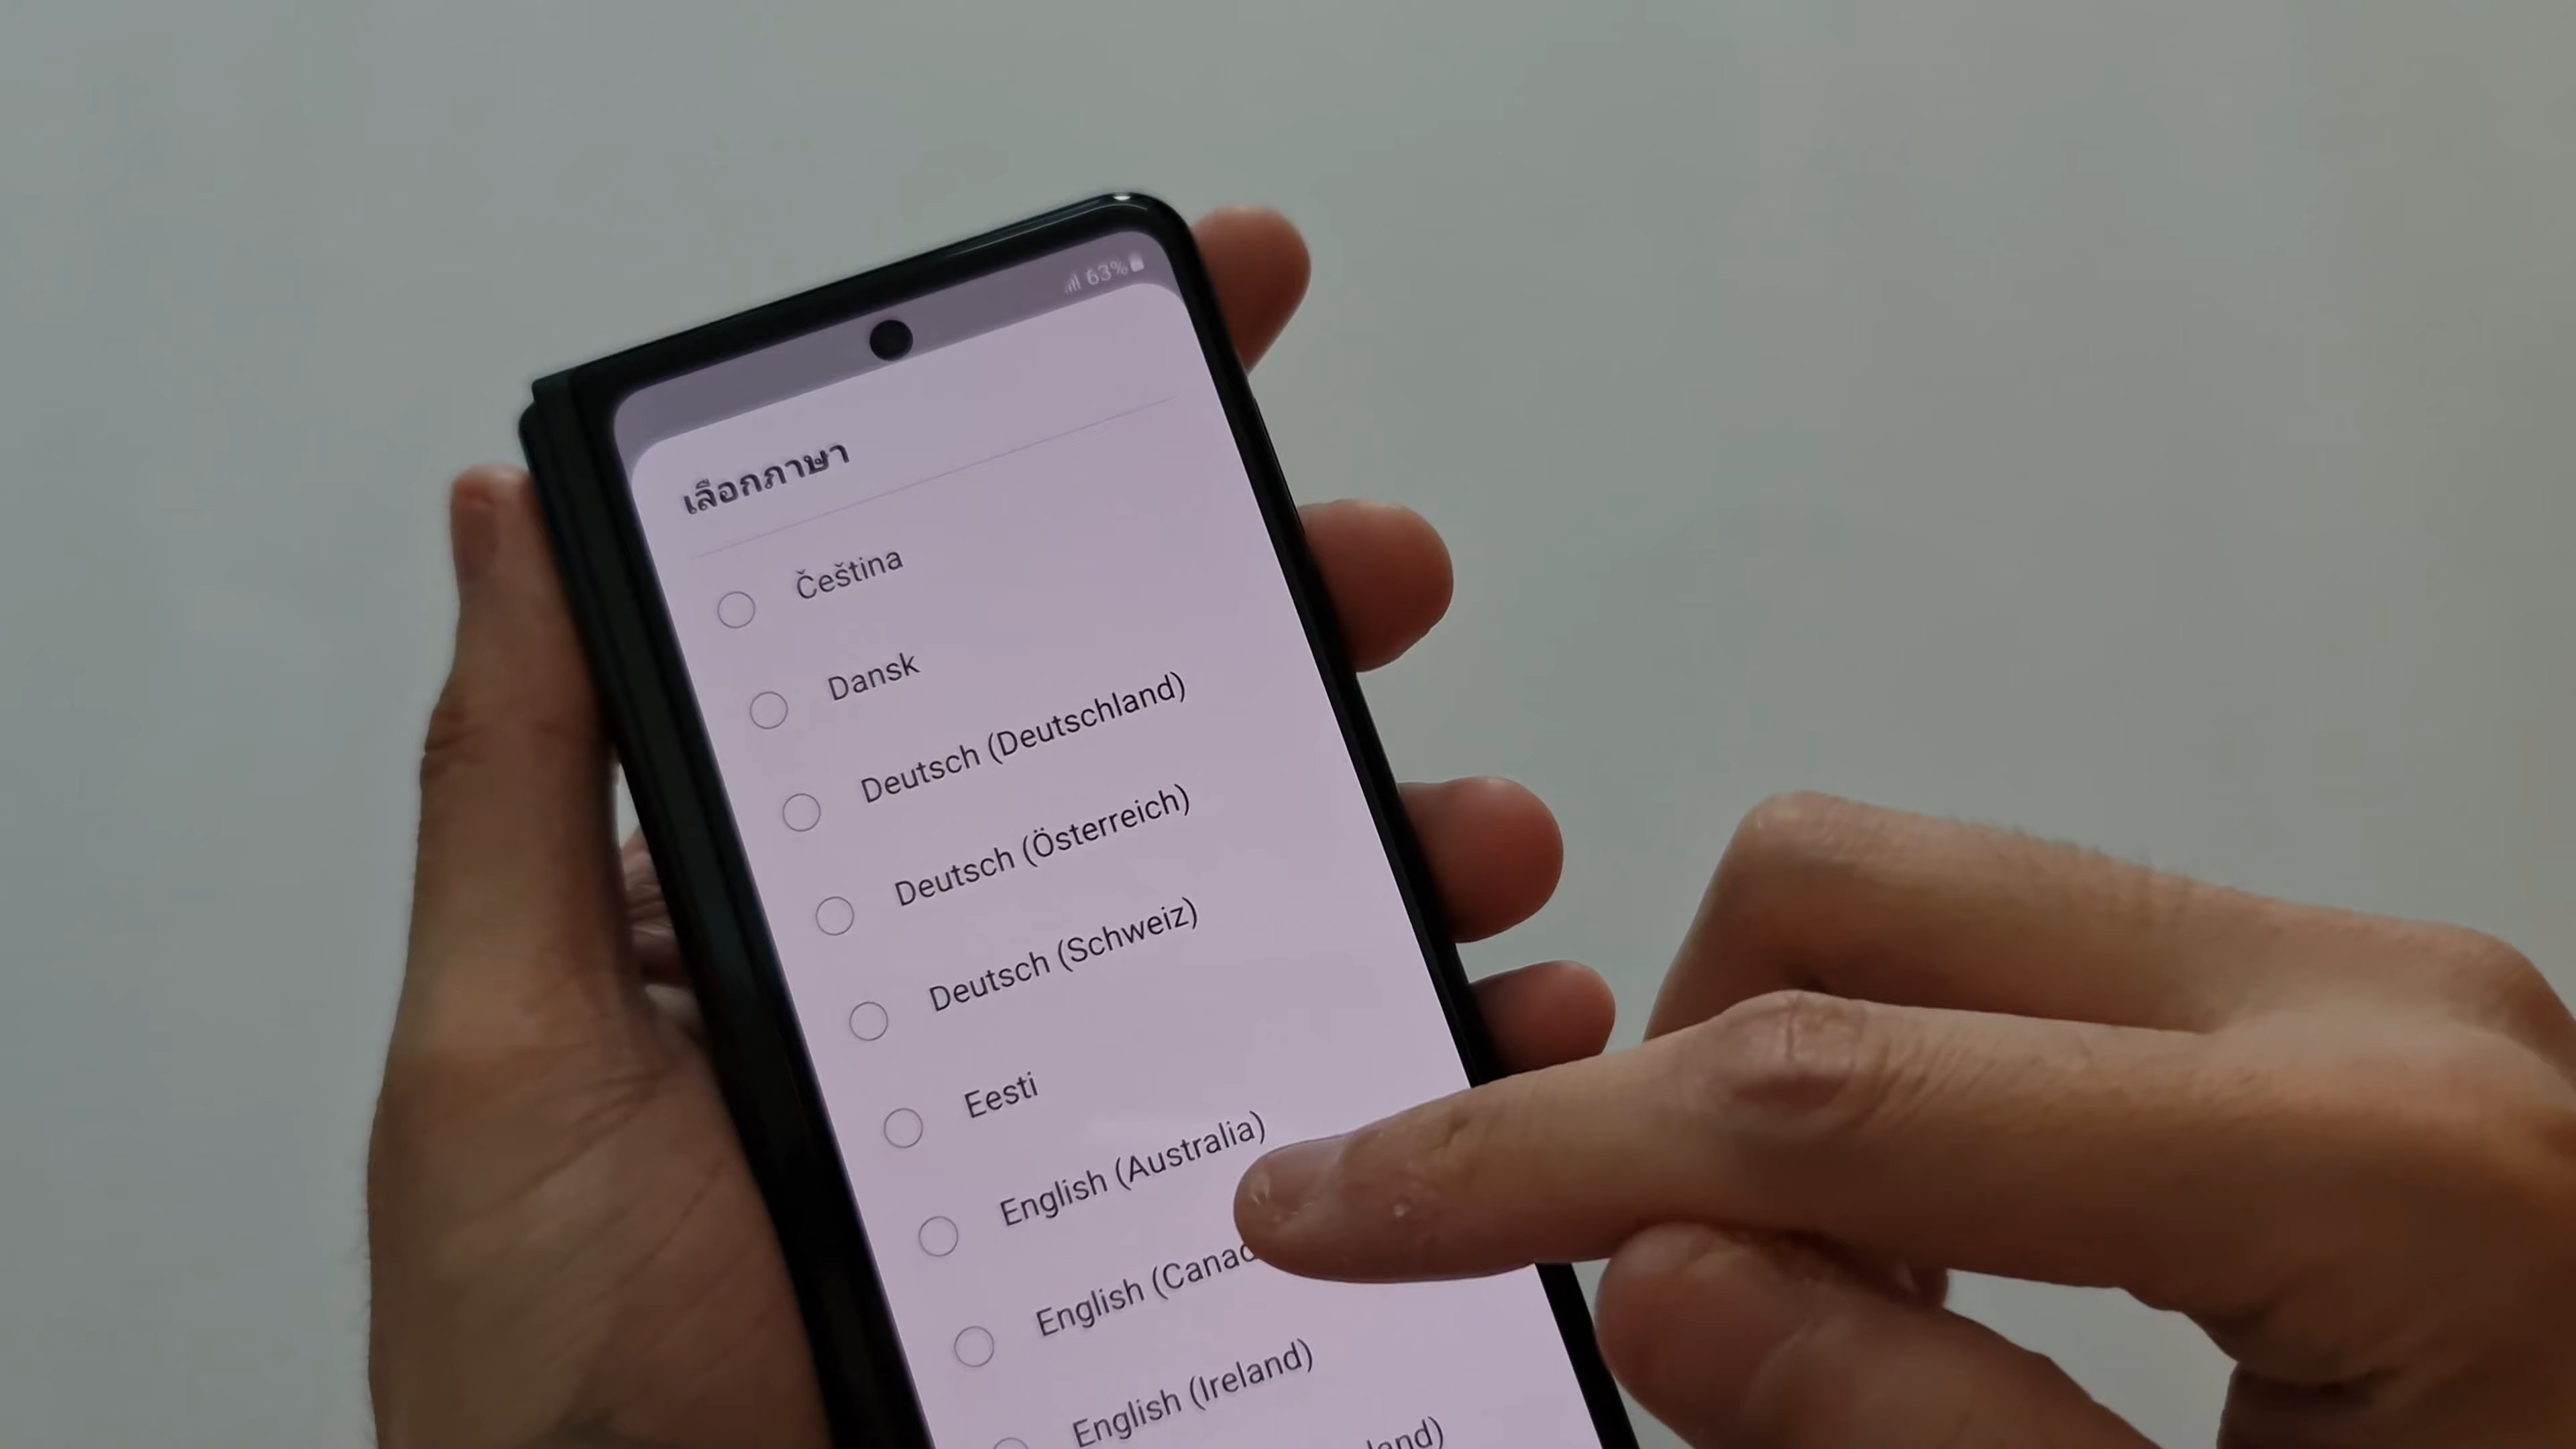 63%
เลือกภาษา
Čeština
Dansk
Deutsch (Deutschland)
Deutsch (Österreich)
Deutsch (Schweiz)
Eesti
English (Australia)
English
English (Ireland)